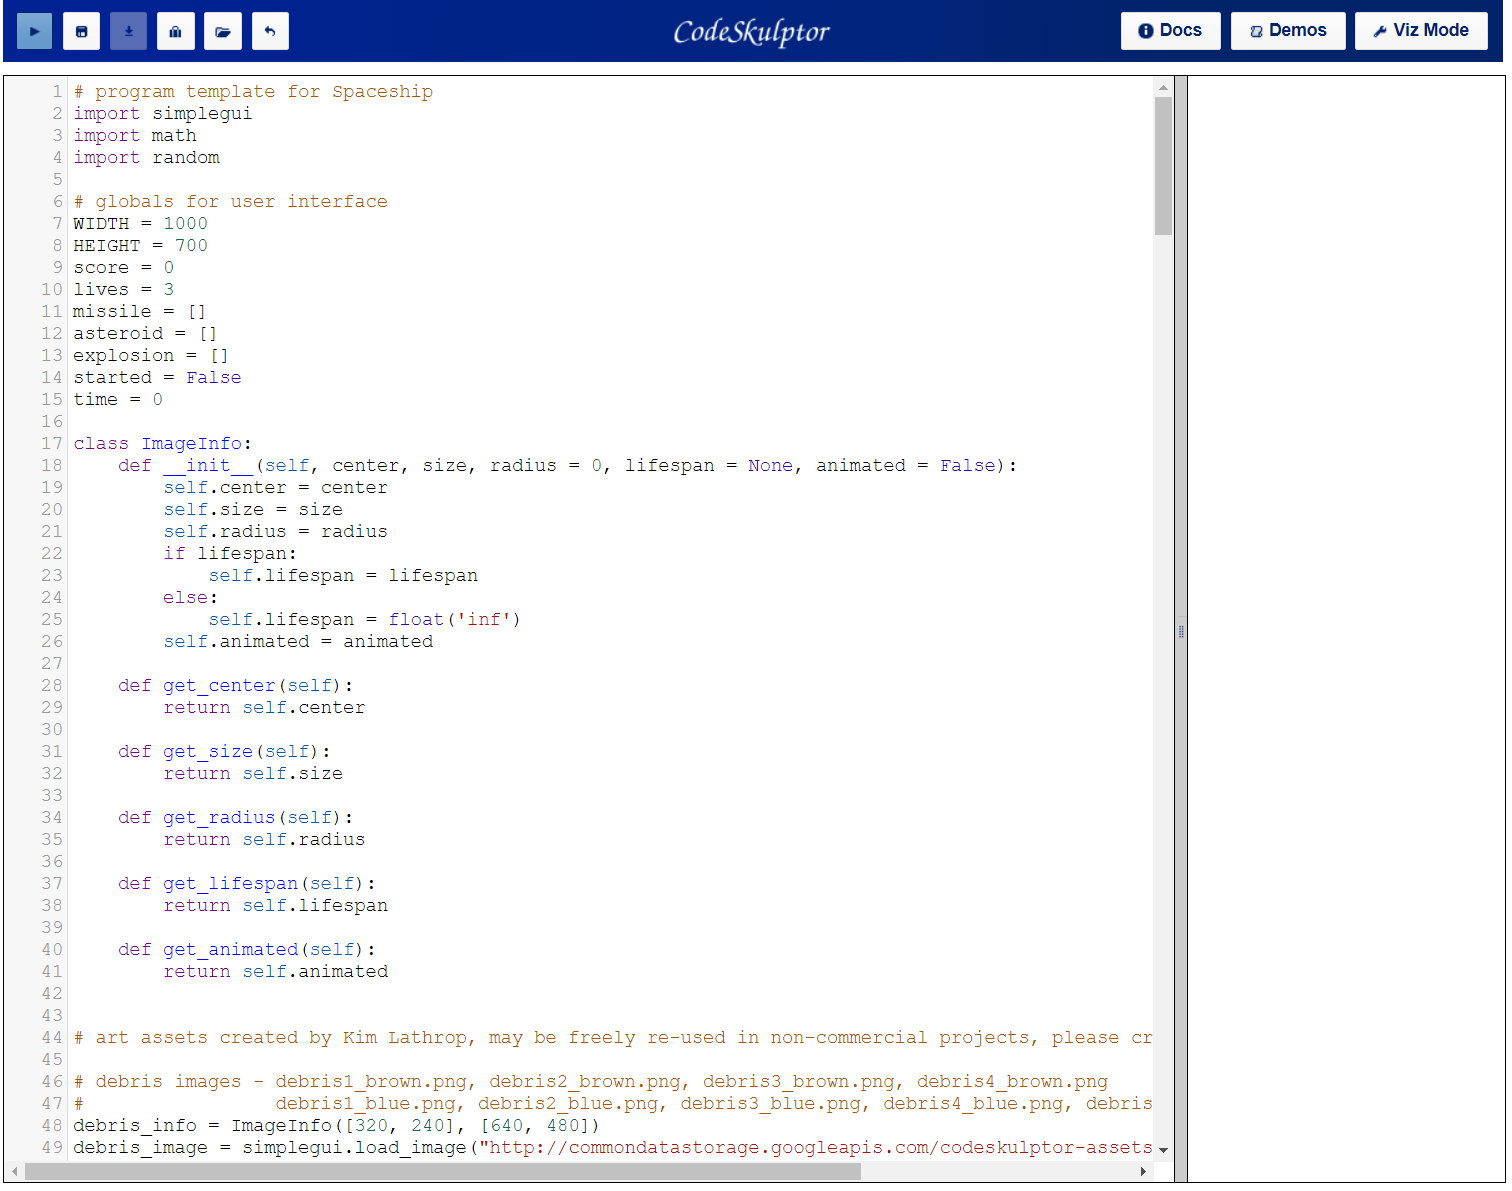 CodeSkulptor
Docs
Demos
Viz Mode
1 # program template for Spaceship
2 import simplegui
3 import math
4 import random
5
6 # globals for user interface
7 WIDTH = 1000
8 HEIGHT = 700
9 score = 0
10 lives = 3
11 missile = []
12 asteroid = []
13 explosion = []
14 started = False
15 time = 0
16
17 class ImageInfo:
18     def __init__(self, center, size, radius = 0, lifespan = None, animated = False):
19         self.center = center
20         self.size = size
21         self.radius = radius
22         if lifespan:
23             self.lifespan = lifespan
24         else:
25             self.lifespan = float('inf')
26         self.animated = animated
27
28     def get_center(self):
29         return self.center
30
31     def get_size(self):
32         return self.size
33
34     def get_radius(self):
35         return self.radius
36
37     def get_lifespan(self):
38         return self.lifespan
39
40     def get_animated(self):
41         return self.animated
42
43
44 # art assets created by Kim Lathrop, may be freely re-used in non-commercial projects, please cr
45
46 # debris images - debris1_brown.png, debris2_brown.png, debris3_brown.png, debris4_brown.png
47 #                 debris1_blue.png, debris2_blue.png, debris3_blue.png, debris4_blue.png, debris
48 debris_info = ImageInfo([320, 240], [640, 480])
49 debris_image = simplegui.load_image("http://commondatastorage.googleapis.com/codeskulptor-assets